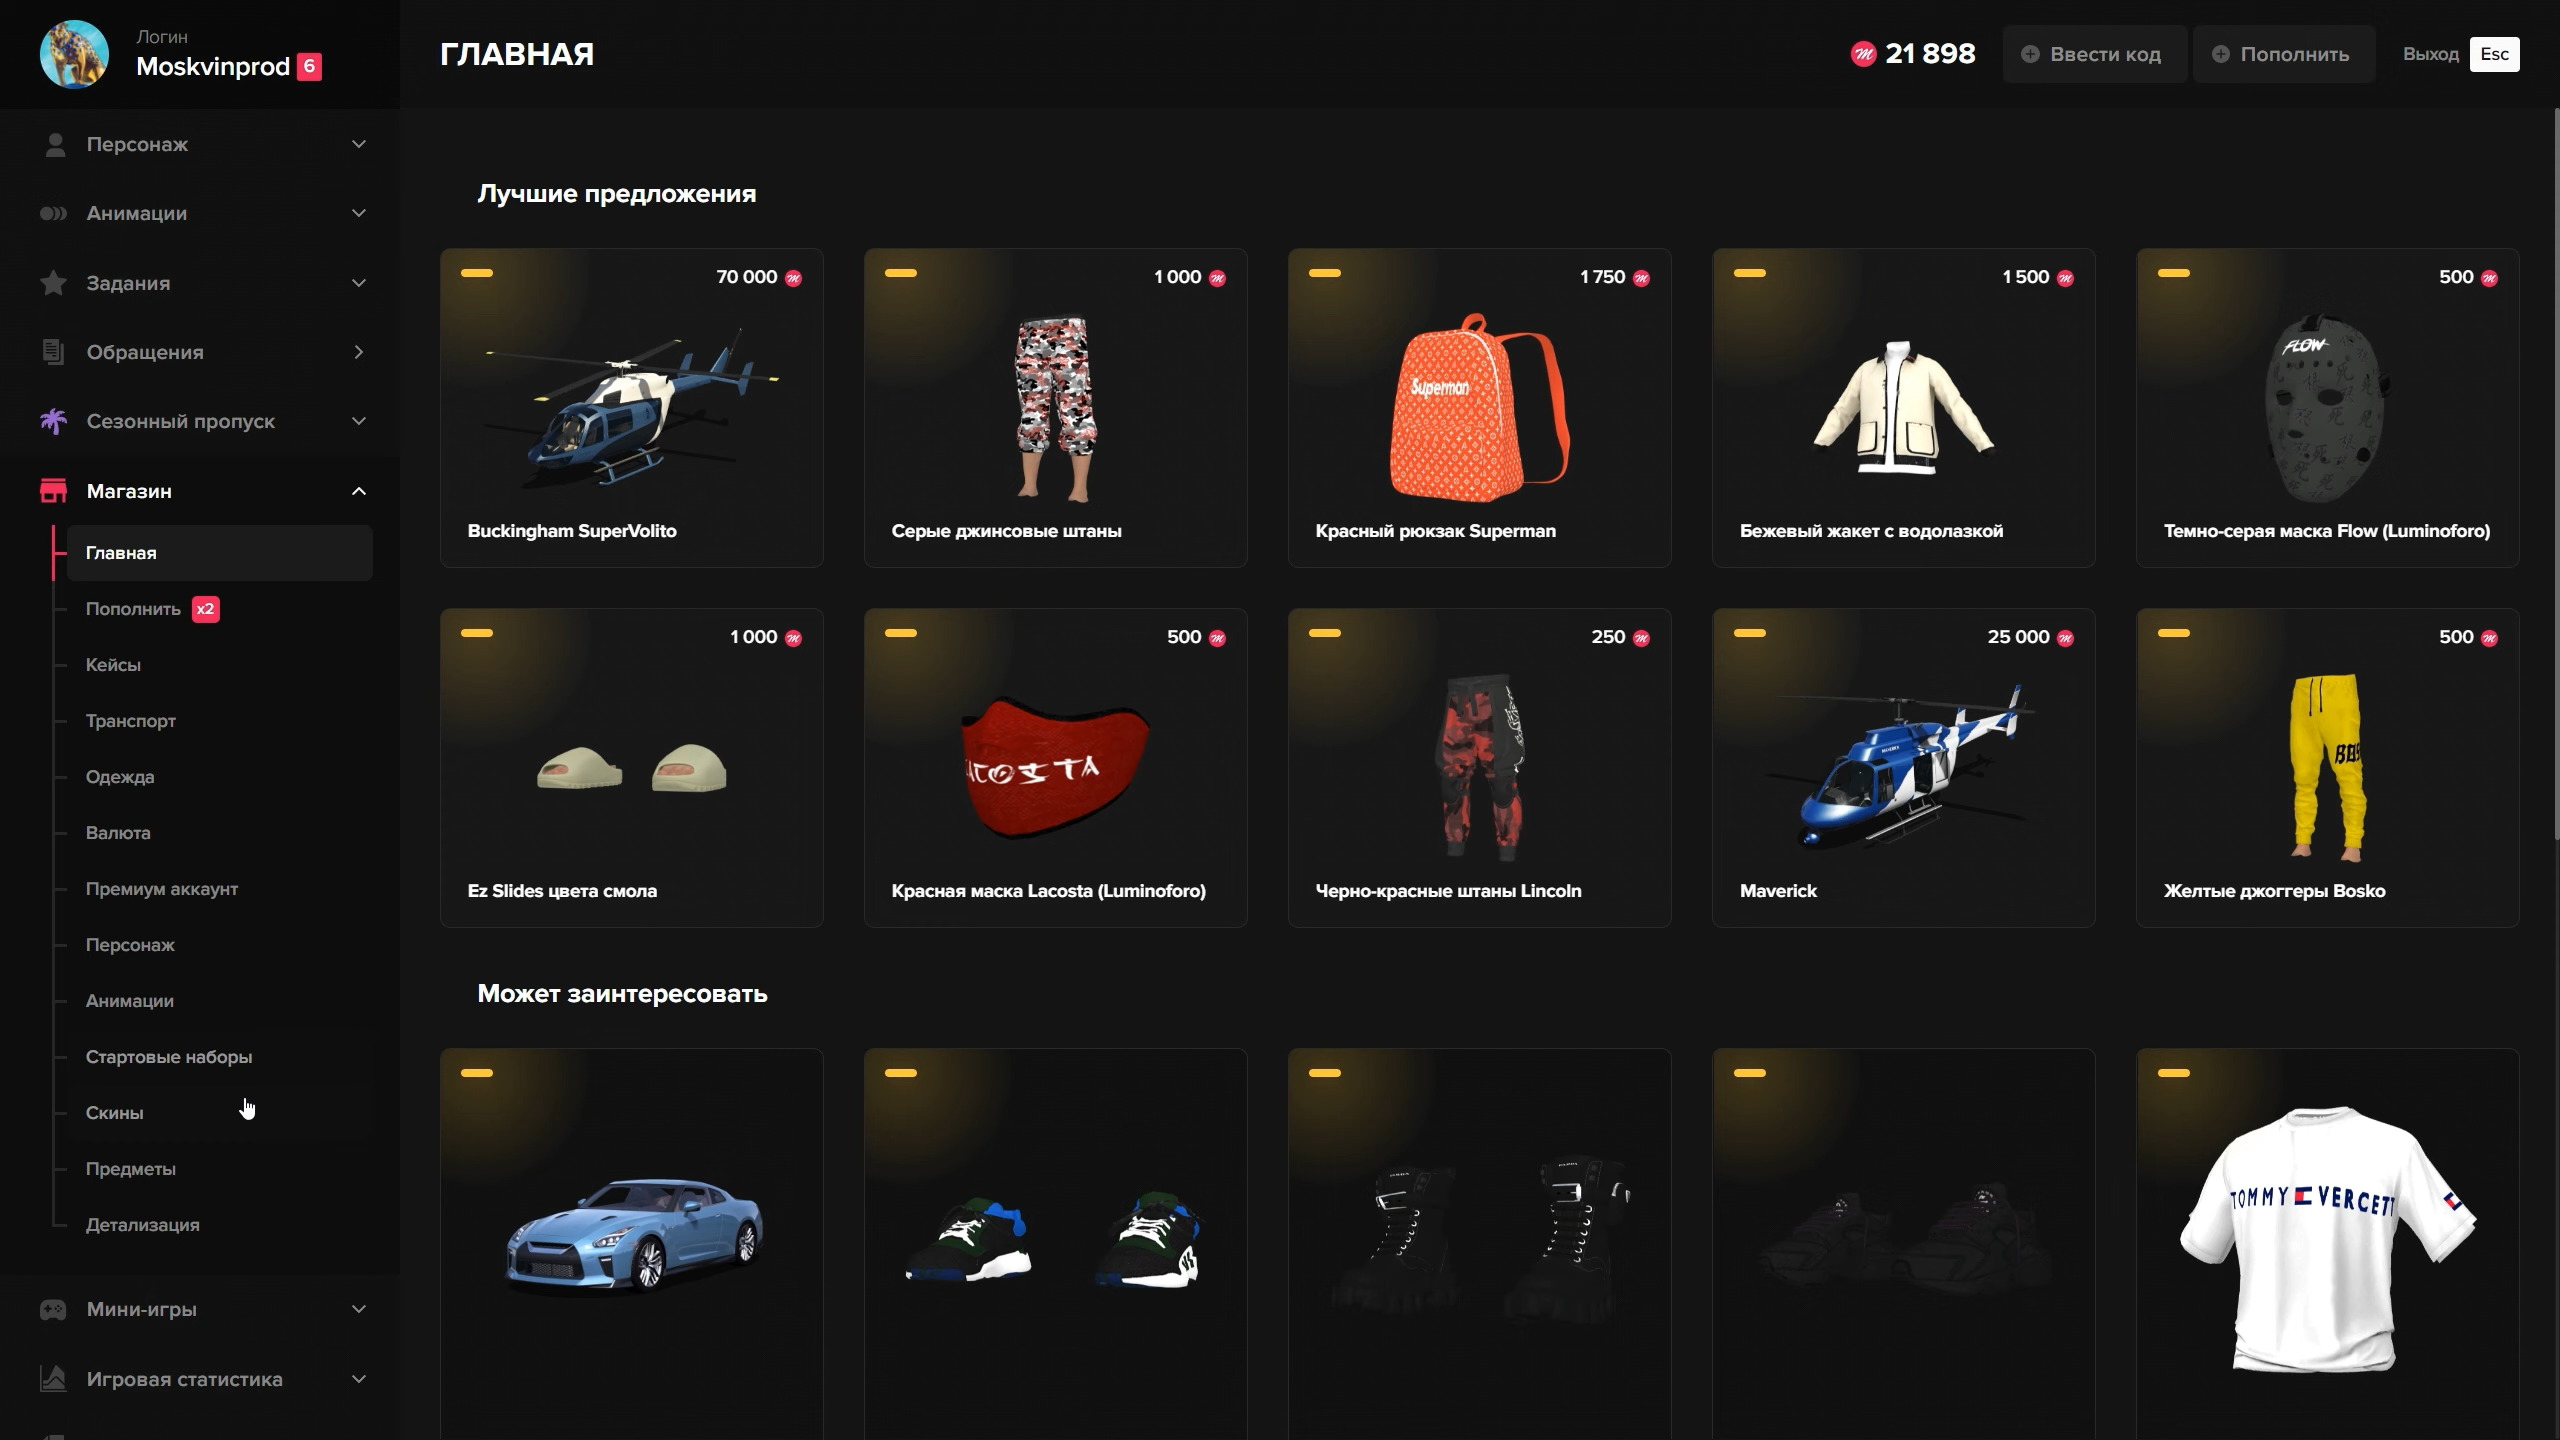 Логин
Moskvinprod 6
ГЛАВНАЯ
21 898
Ввести код
Пополнить
Выход
Esc
Персонаж
Анимации
Задания
Обращения
Сезонный пропуск
Магазин
Главная
Пополнить x2
Кейсы
Транспорт
Одежда
Валюта
Премиум аккаунт
Персонаж
Анимации
Стартовые наборы
Скины
Предметы
Детализация
Мини-игры
Игровая статистика
Лучшие предложения
70 000
Buckingham SuperVolito
1 000
Серые джинсовые штаны
1 750
Superman
Красный рюкзак Superman
1 500
Бежевый жакет с водолазкой
500
FLOW
Темно-серая маска Flow (Luminoforo)
1 000
Ez Slides цвета смола
500
ACOSTA
Красная маска Lacosta (Luminoforo)
250
Черно-красные штаны Lincoln
25 000
Maverick
500
Желтые джоггеры Bosko
Может заинтересовать
TOMMY VERCETT